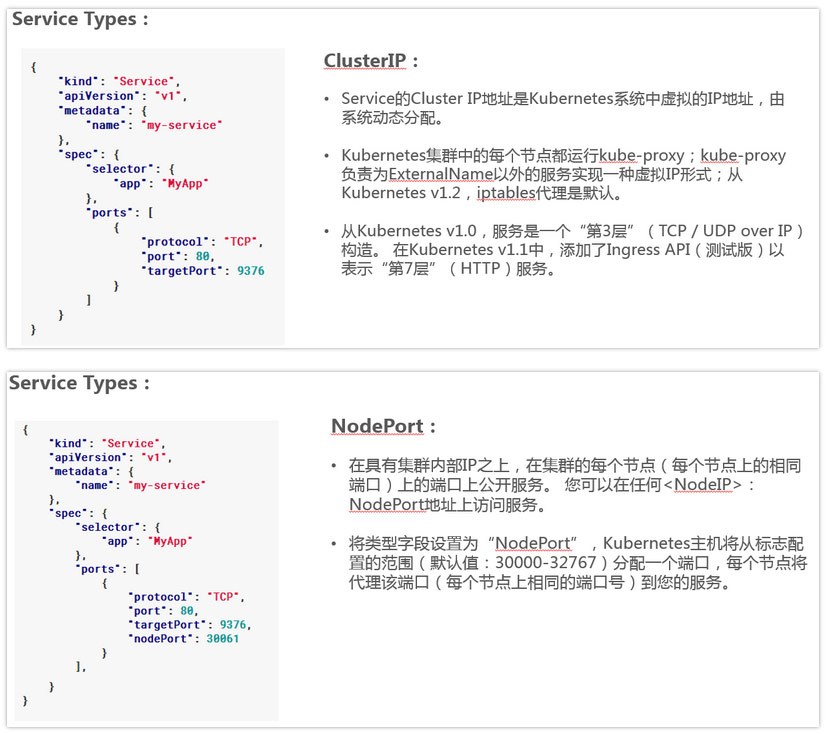 Service Types：
{
"kind": "Service",
"apiVersion": "v1",
"metadata": {
"name": "my-service"
},
"spec": {
"selector": {
"app": "MyApp"
},
"ports": [
{
"protocol": "TCP",
"port": 80,
"targetPort": 9376
}
]
}
}
ClusterIP：
• Service的Cluster IP地址是Kubernetes系统中虚拟的IP地址，由
系统动态分配。
• Kubernetes集群中的每个节点都运行kube-proxy；kube-proxy
负责为ExternalName以外的服务实现一种虚拟IP形式；从
Kubernetes v1.2，iptables代理是默认。
• 从Kubernetes v1.0，服务是一个“第3层”（TCP / UDP over IP）
构造。 在Kubernetes v1.1中，添加了Ingress API（测试版）以
表示“第7层”（HTTP）服务。
Service Types：
{
"kind": "Service",
"apiVersion": "v1",
"metadata": {
"name": "my-service"
},
"spec": {
"selector": {
"app": "MyApp"
},
"ports": [
{
"protocol": "TCP",
"port": 80,
"targetPort": 9376,
"nodePort": 30061
}
],
}
}
NodePort：
• 在具有集群内部IP之上，在集群的每个节点（每个节点上的相同
端口）上的端口上公开服务。 您可以在任何<NodeIP>：
NodePort地址上访问服务。
• 将类型字段设置为“NodePort”，Kubernetes主机将从标志配
置的范围（默认值：30000-32767）分配一个端口，每个节点将
代理该端口（每个节点上相同的端口号）到您的服务。